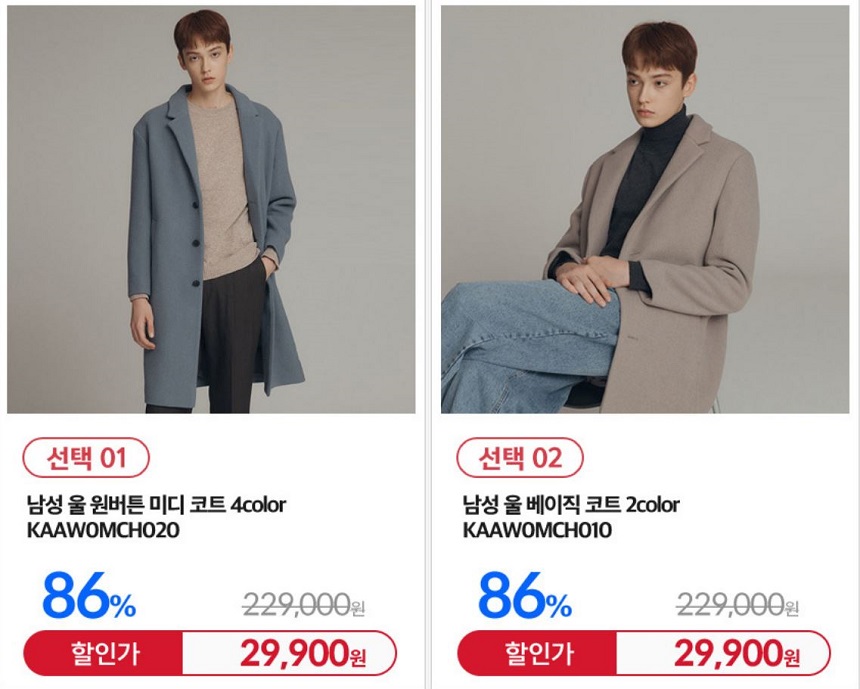 선택 01
남성 울 원버튼 미디 코트 4color
KAAW0MCH020
86%
229,000원
할인가
29,900원
선택 02
남성 울 베이직 코트 2color
KAAW0MCH010
86%
229,000원
할인가
29,900원